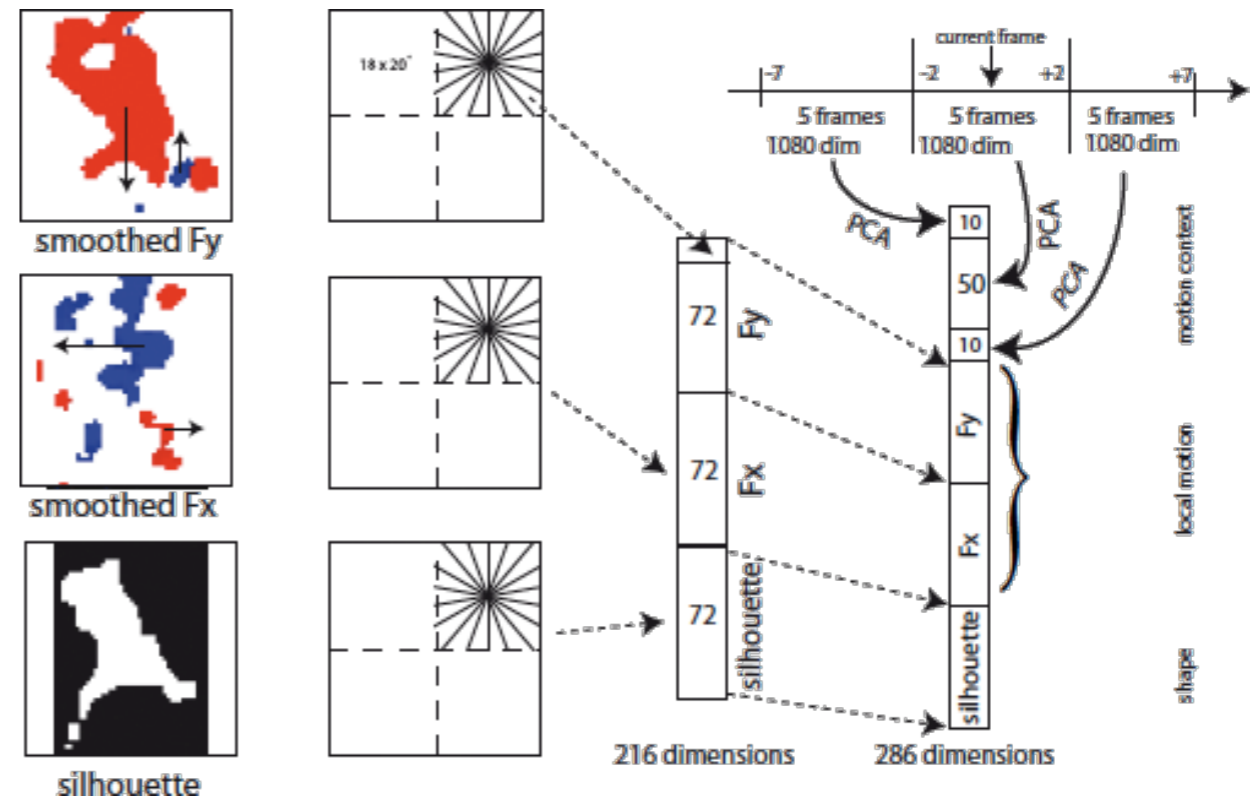 smoothed Fy
smoothed Fx
silhouette
18 x 20°
72
Fy
72
Fx
72
silhouette
216 dimensions
current frame
-7
-2
+2
+7
5 frames
1080 dim
5 frames
1080 dim
5 frames
1080 dim
PCA
PCA
PCA
10
50
10
Fy
Fx
silhouette
286 dimensions
motion context
local motion
shape